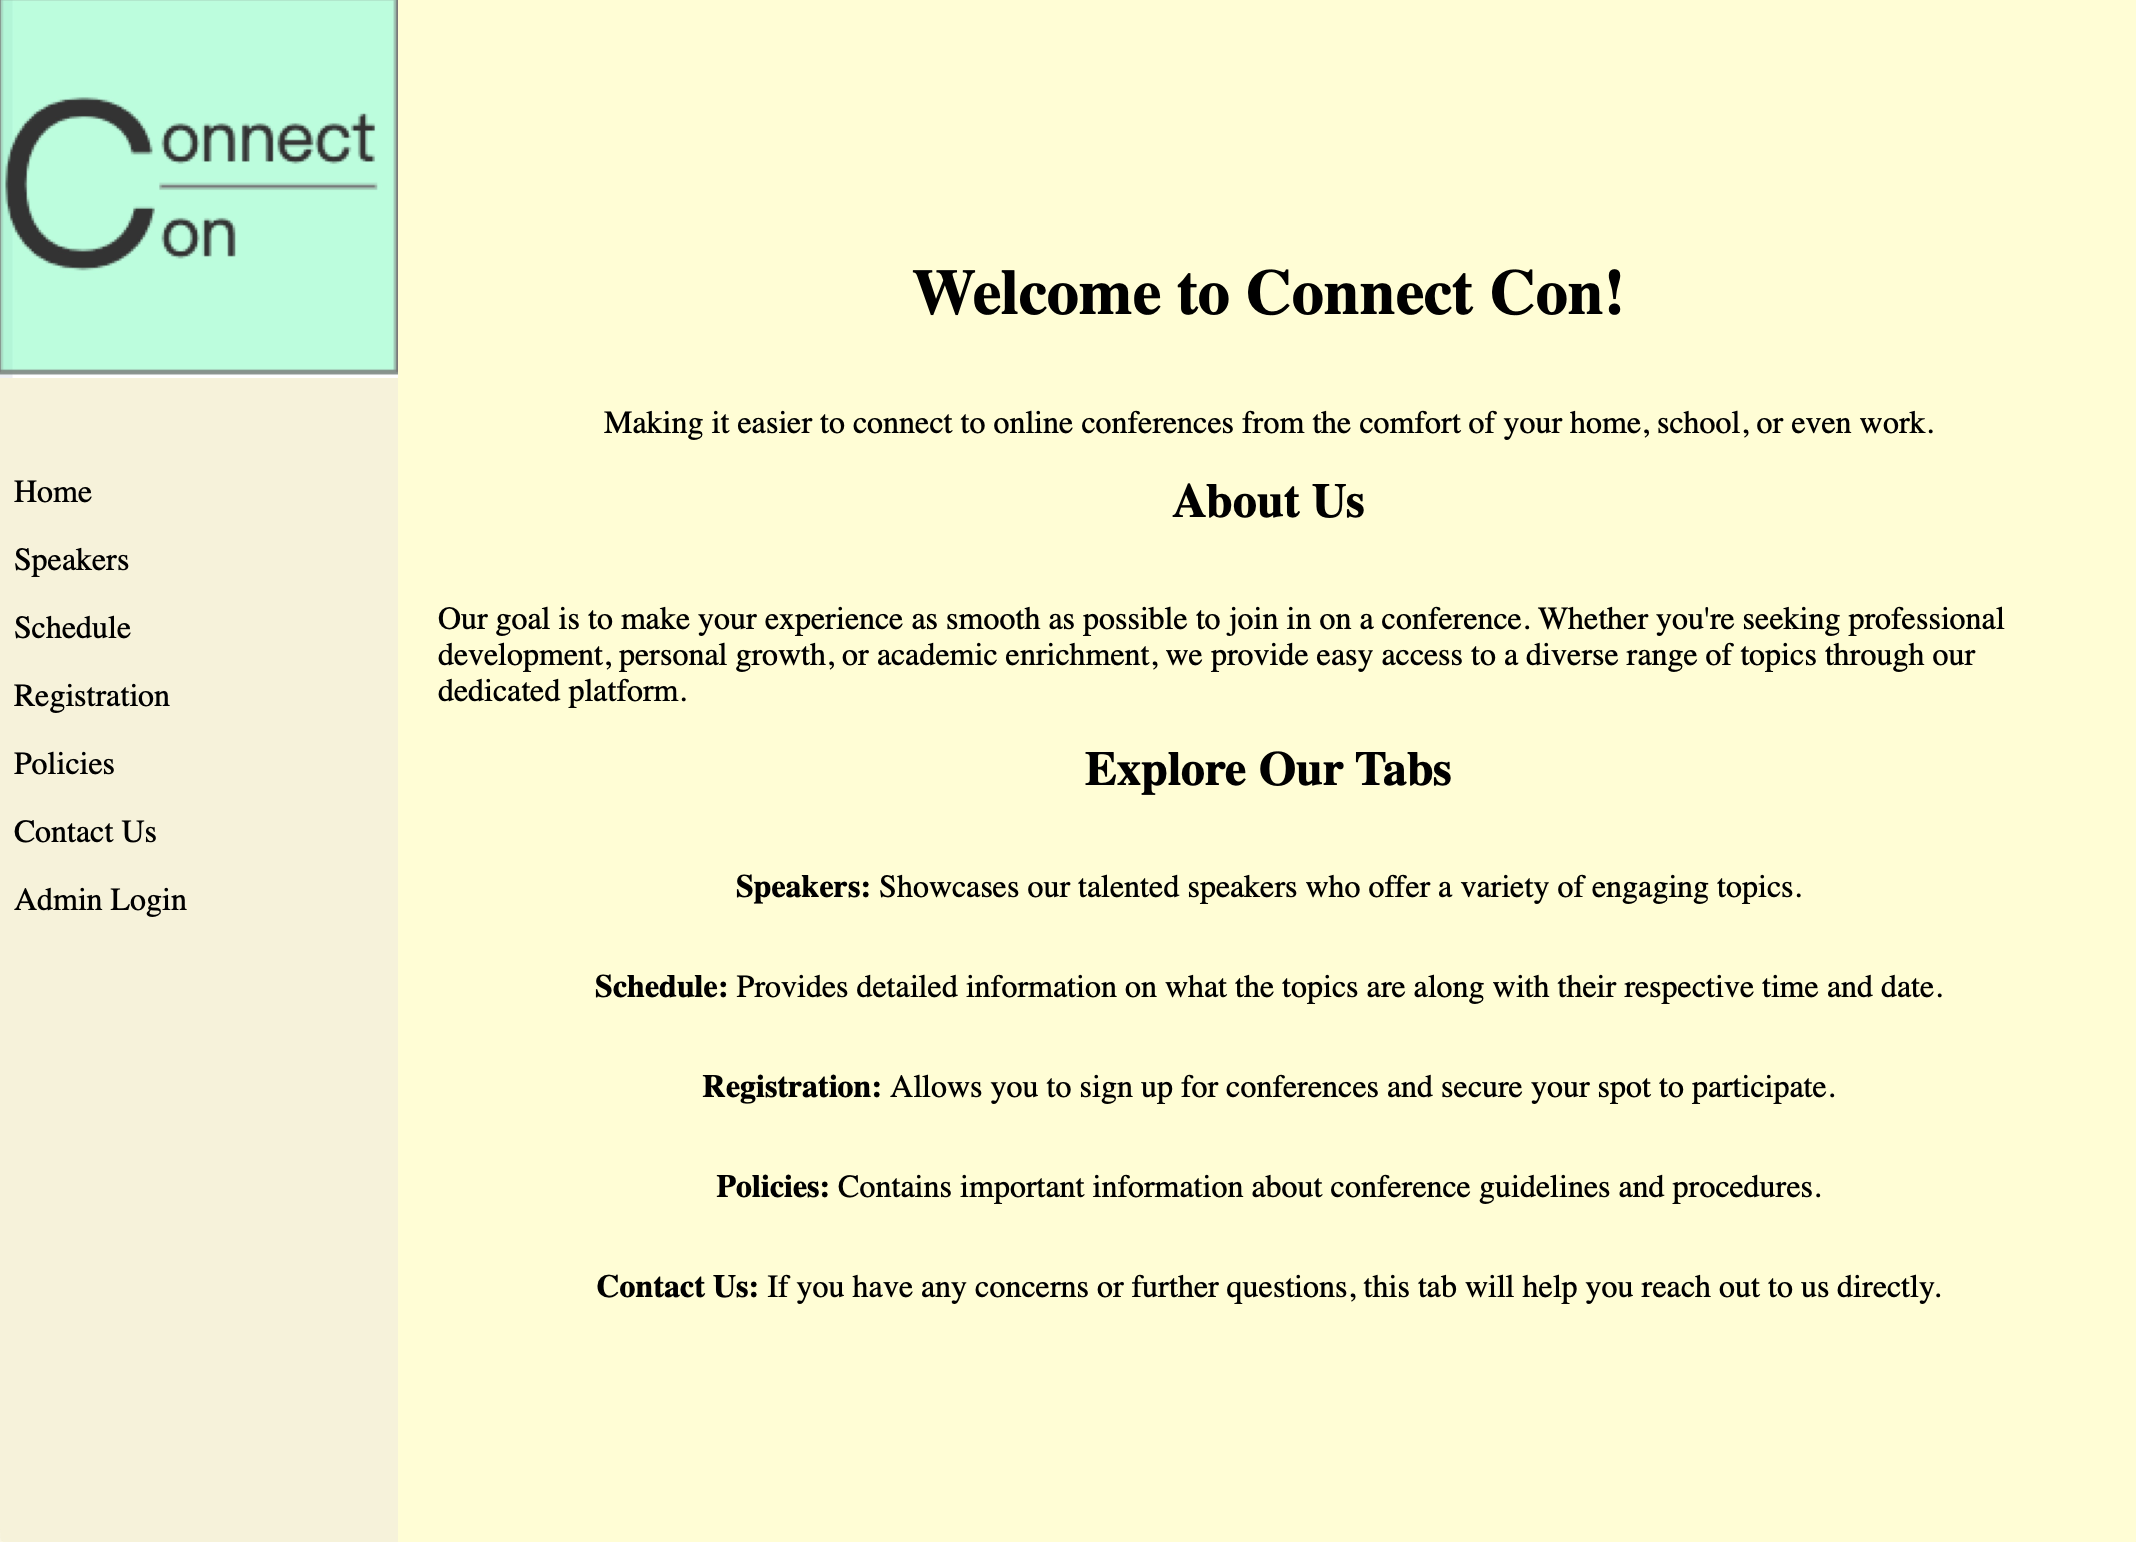 Connect
Con
Home
Speakers
Schedule
Registration
Policies
Contact Us
Admin Login
Welcome to Connect Con!
Making it easier to connect to online conferences from the comfort of your home, school, or even work.
About Us
Our goal is to make your experience as smooth as possible to join in on a conference. Whether you're seeking professional
development, personal growth, or academic enrichment, we provide easy access to a diverse range of topics through our
dedicated platform.
Explore Our Tabs
Speakers: Showcases our talented speakers who offer a variety of engaging topics.
Schedule: Provides detailed information on what the topics are along with their respective time and date.
Registration: Allows you to sign up for conferences and secure your spot to participate.
Policies: Contains important information about conference guidelines and procedures.
Contact Us: If you have any concerns or further questions, this tab will help you reach out to us directly.